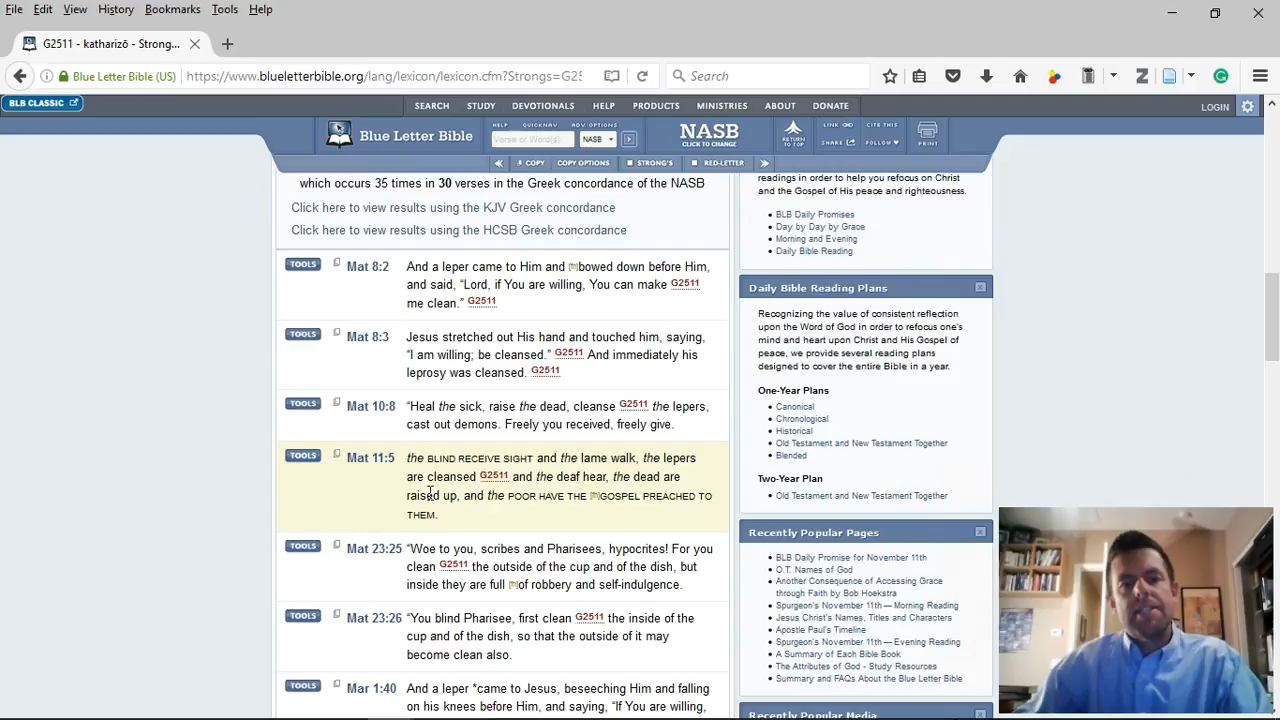 File Edit View History Bookmarks Tools Help
G2511 - katharizō - Strong...
Blue Letter Bible (US) https://www.blueletterbible.org/lang/lexicon/lexicon.cfm?Strongs=G25 Search
BLB CLASSIC SEARCH STUDY DEVOTIONALS HELP PRODUCTS MINISTRIES ABOUT DONATE LOGIN
HELP QUICKNAV ADV. OPTIONS
Blue Letter Bible Verse or Word(s) NASB
NASB
CLICK TO CHANGE
RETURN TO TOP
LINK CITE THIS
SHARE FOLLOW
PRINT
COPY COPY OPTIONS STRONG'S RED-LETTER
which occurs 35 times in 30 verses in the Greek concordance of the NASB
Click here to view results using the KJV Greek concordance
Click here to view results using the HCSB Greek concordance
TOOLS Mat 8:2 And a leper came to Him and bowed down before Him,
and said, “Lord, if You are willing, You can make G2511
me clean.” G2511
TOOLS Mat 8:3 Jesus stretched out His hand and touched him, saying,
“I am willing; be cleansed.” G2511 And immediately his
leprosy was cleansed. G2511
TOOLS Mat 10:8 “Heal the sick, raise the dead, cleanse G2511 the lepers,
cast out demons. Freely you received, freely give.
TOOLS Mat 11:5 the BLIND RECEIVE SIGHT and the lame walk, the lepers
are cleansed G2511 and the deaf hear, the dead are
raised up, and the POOR HAVE THE GOSPEL PREACHED TO
THEM.
TOOLS Mat 23:25 “Woe to you, scribes and Pharisees, hypocrites! For you
clean G2511 the outside of the cup and of the dish, but
inside they are full of robbery and self-indulgence.
TOOLS Mat 23:26 “You blind Pharisee, first clean G2511 the inside of the
cup and of the dish, so that the outside of it may
become clean also.
TOOLS Mar 1:40 And a leper *came to Jesus, beseeching Him and falling
on his knees before Him, and saying, “If You are willing,
readings in order to help you refocus on Christ
and the Gospel of His peace and righteousness.
BLB Daily Promises
Day by Day by Grace
Morning and Evening
Daily Bible Reading
Daily Bible Reading Plans
Recognizing the value of consistent reflection
upon the Word of God in order to refocus one's
mind and heart upon Christ and His Gospel of
peace, we provide several reading plans
designed to cover the entire Bible in a year.
One-Year Plans
Canonical
Chronological
Historical
Old Testament and New Testament Together
Blended
Two-Year Plan
Old Testament and New Testament Together
Recently Popular Pages
BLB Daily Promise for November 11th
O.T. Names of God
Another Consequence of Accessing Grace
through Faith by Bob Hoekstra
Spurgeon's November 11th — Morning Reading
Jesus Christ's Names, Titles and Characters
Apostle Paul's Timeline
Spurgeon's November 11th — Evening Reading
A Summary of Each Bible Book
The Attributes of God - Study Resources
Summary and FAQs About the Blue Letter Bible
Recently Popular Media